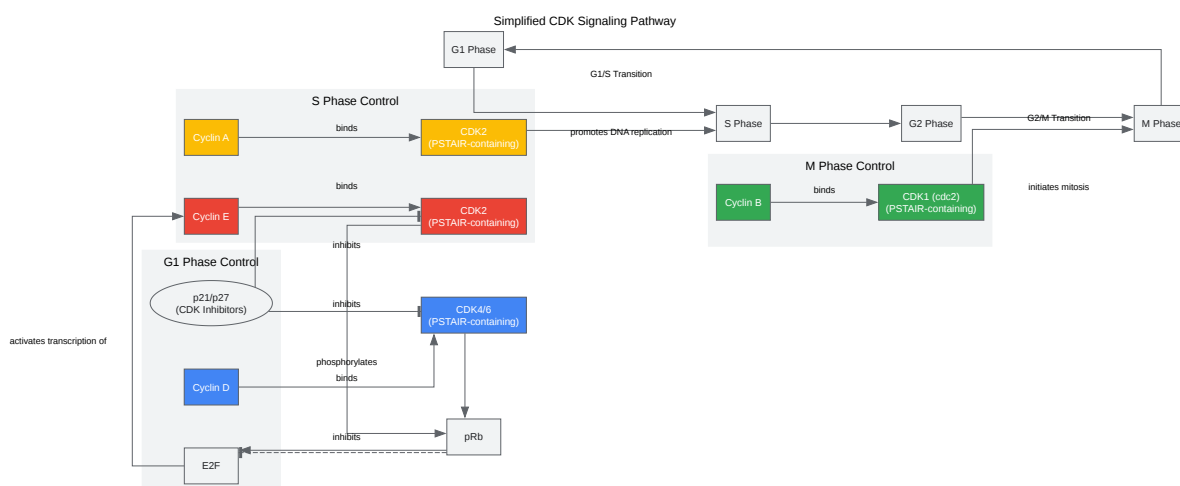 Simplified CDK Signaling Pathway
G1 Phase
G1/S Transition
S Phase Control
Cyclin A
binds
CDK2
(PSTAIR-containing)
promotes DNA replication
S Phase
G2 Phase
G2/M Transition
M Phase
M Phase Control
Cyclin B
binds
CDK1 (cdc2)
(PSTAIR-containing)
initiates mitosis
binds
Cyclin E
CDK2
(PSTAIR-containing)
inhibits
G1 Phase Control
p21/p27
(CDK Inhibitors)
inhibits
CDK4/6
(PSTAIR-containing)
activates transcription of
phosphorylates
binds
Cyclin D
inhibits
pRb
E2F